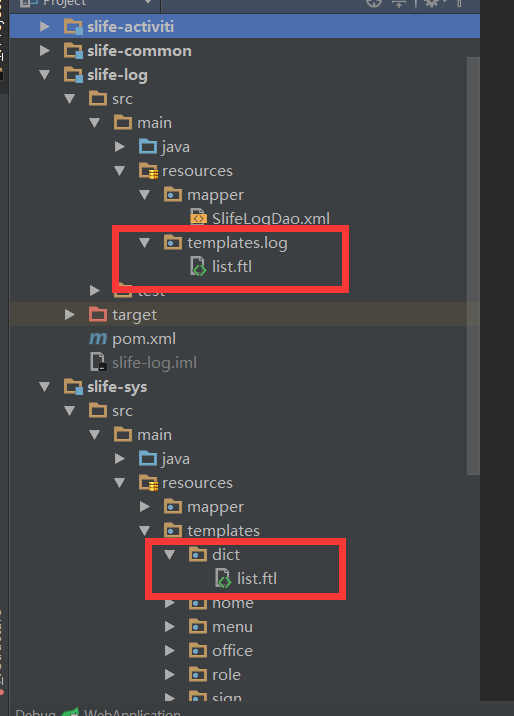 Project
slife-activiti
slife-common
slife-log
src
main
java
resources
mapper
SlifeLogDao.xml
templates.log
list.ftl
test
target
pom.xml
slife-log.iml
slife-sys
src
main
java
resources
mapper
templates
dict
list.ftl
home
menu
office
role
sign
Debug WebApplication